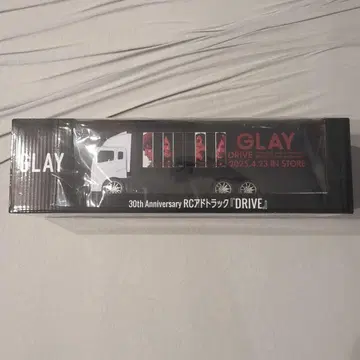 GLAY
GLAY
DRIVE
2025.4.23 IN STORE
30th Anniversary RCアドトラック『DRIVE』